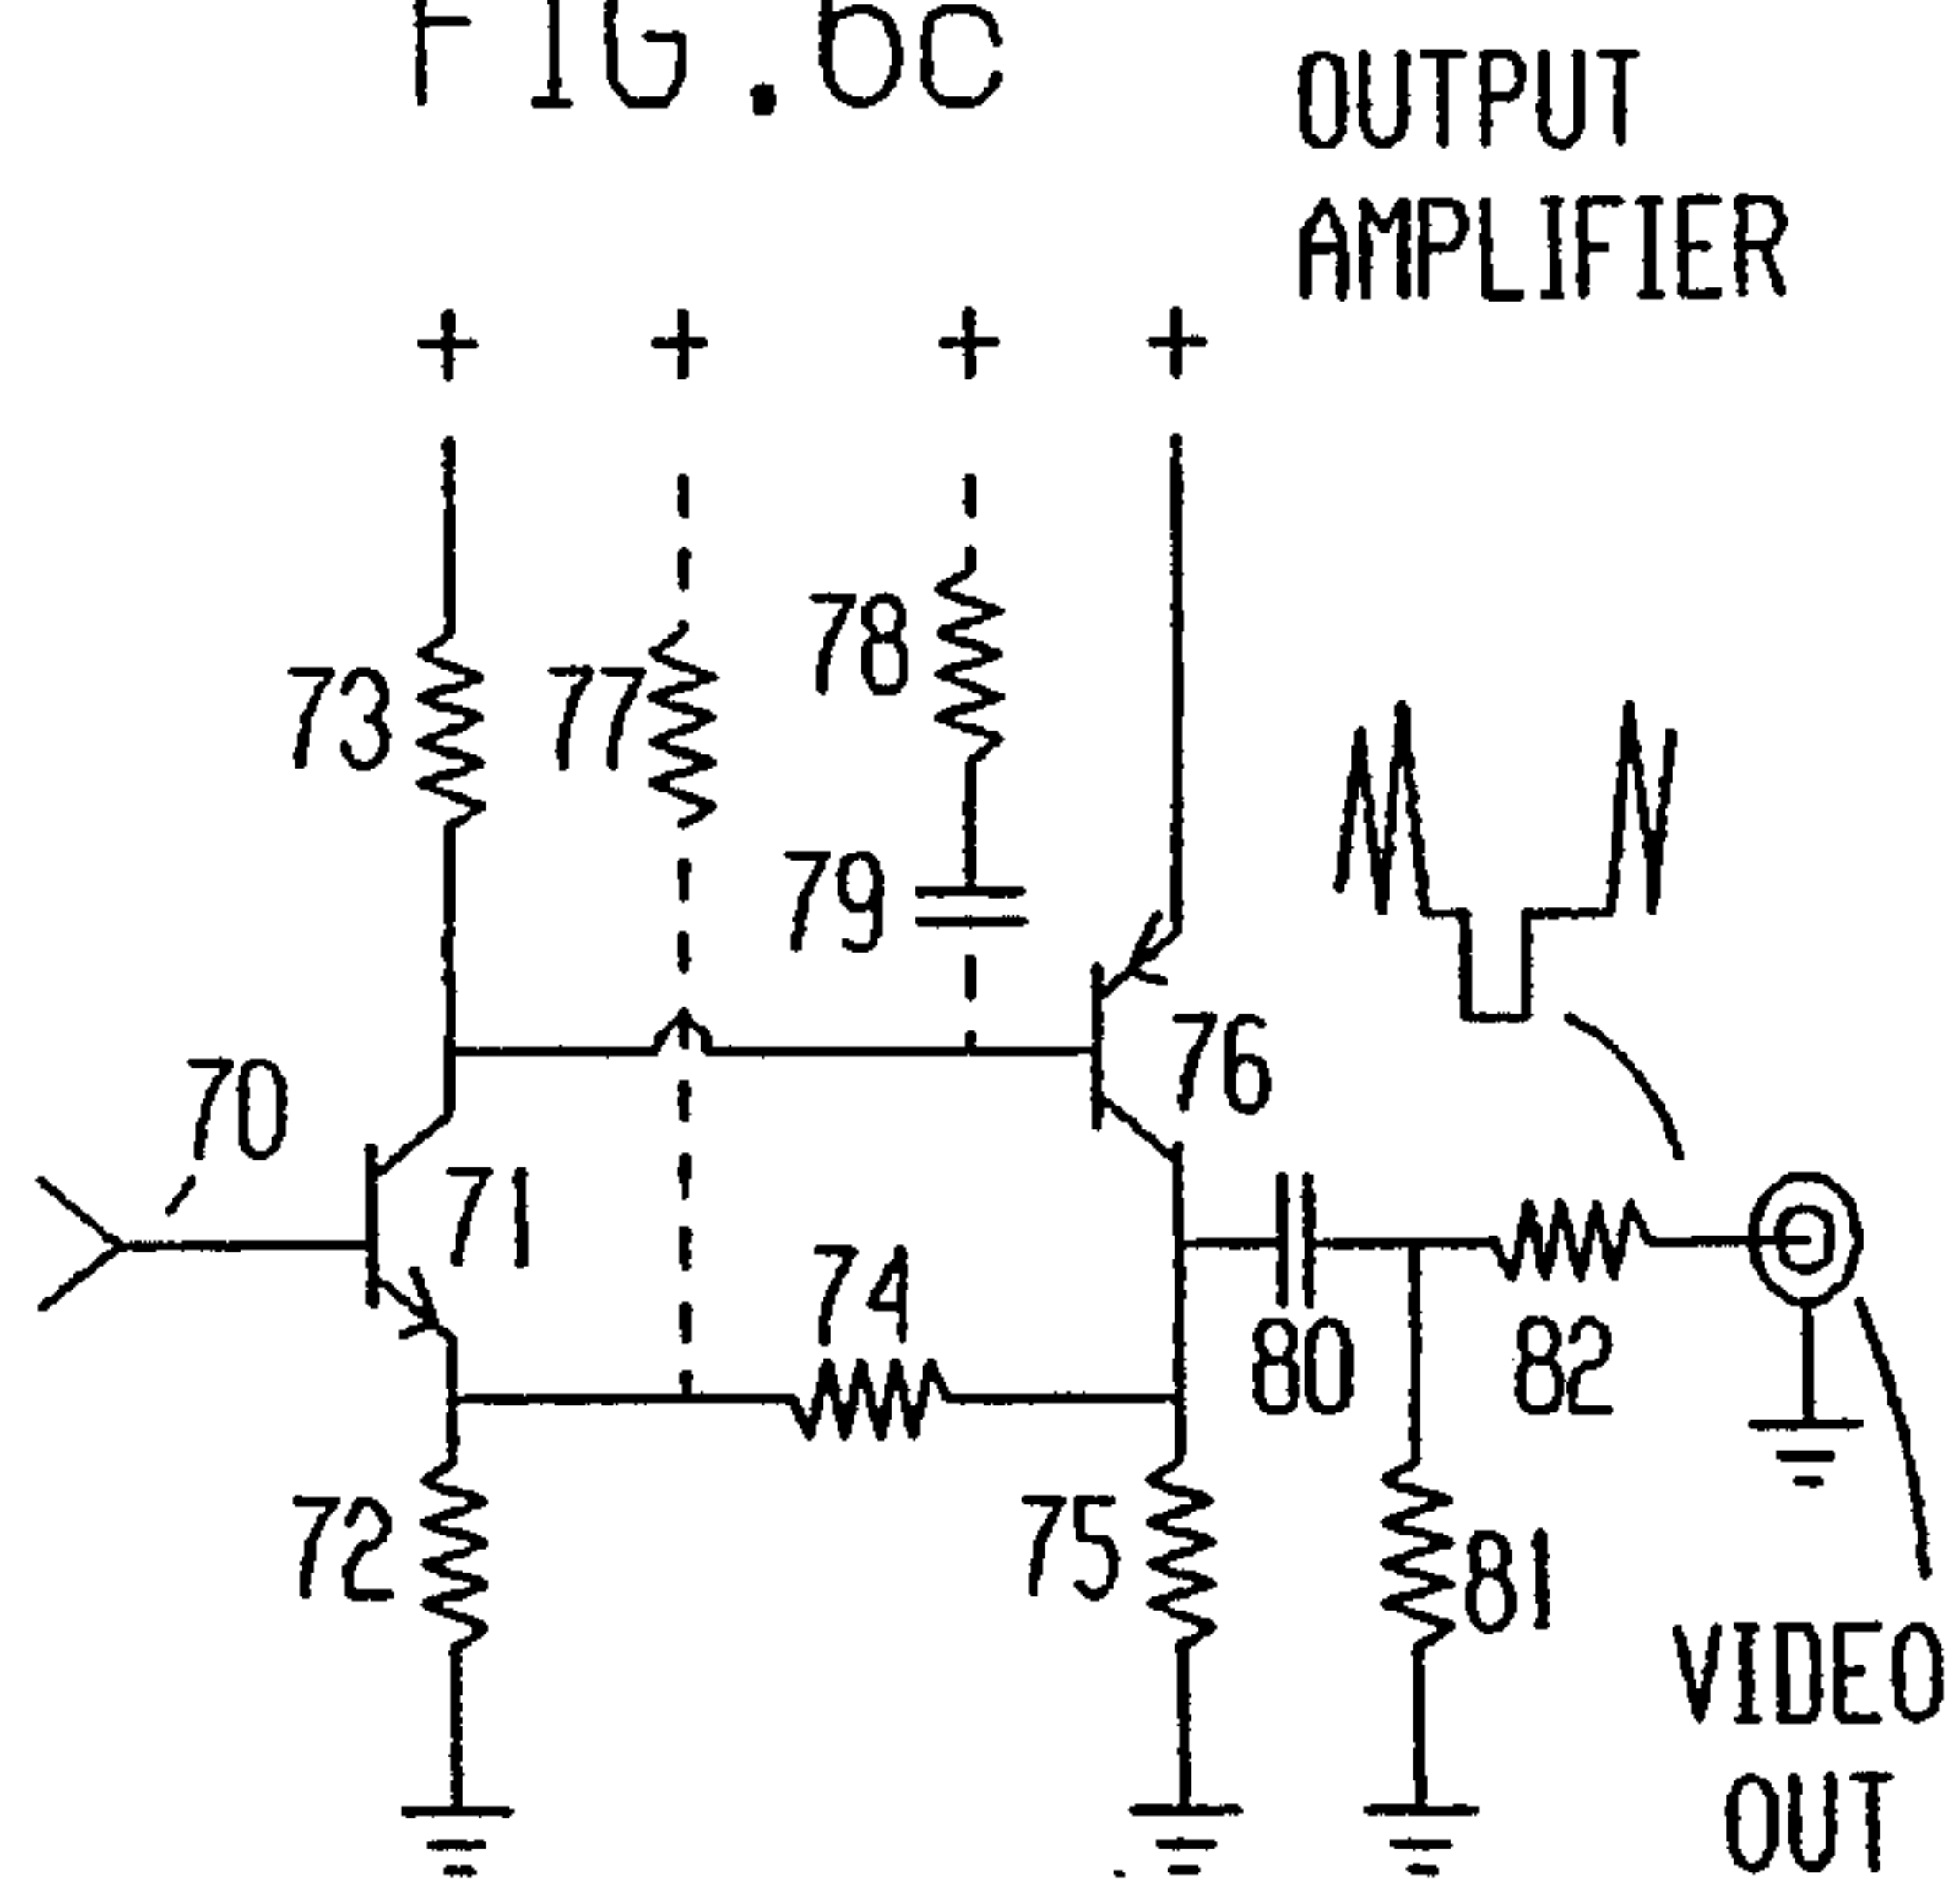 FIG. 6c
OUTPUT
AMPLIFIER
+ + + +
78
73 77
79
76
70
71
74
80 82
72 75
81
VIDEO
OUT